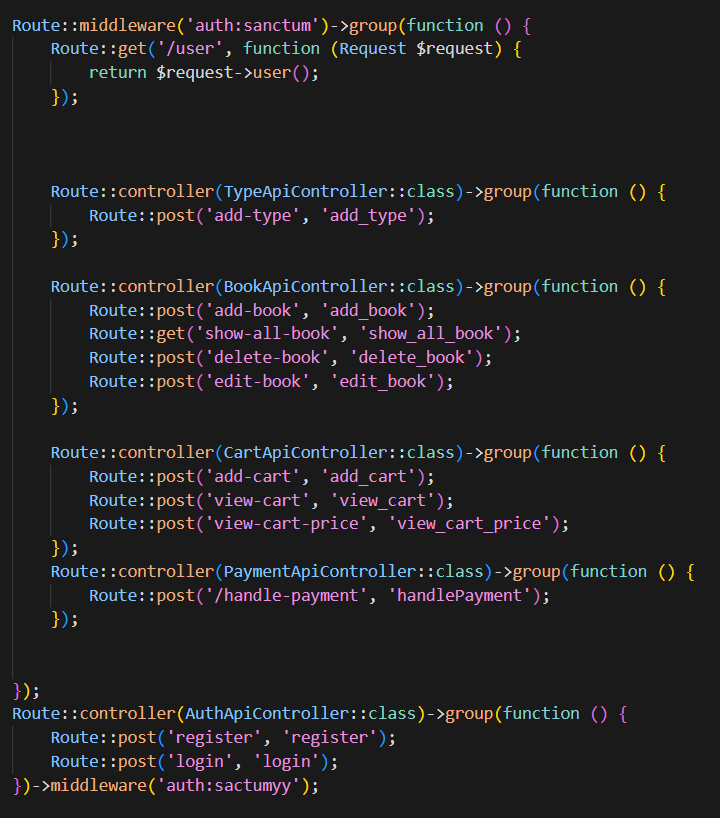 Route::middleware('auth:sanctum')->group(function () {
    Route::get('/user', function (Request $request) {
        return $request->user();
    });

    Route::controller(TypeApiController::class)->group(function () {
        Route::post('add-type', 'add_type');
    });

    Route::controller(BookApiController::class)->group(function () {
        Route::post('add-book', 'add_book');
        Route::get('show-all-book', 'show_all_book');
        Route::post('delete-book', 'delete_book');
        Route::post('edit-book', 'edit_book');
    });

    Route::controller(CartApiController::class)->group(function () {
        Route::post('add-cart', 'add_cart');
        Route::post('view-cart', 'view_cart');
        Route::post('view-cart-price', 'view_cart_price');
    });
    Route::controller(PaymentApiController::class)->group(function () {
        Route::post('/handle-payment', 'handlePayment');
    });

});
Route::controller(AuthApiController::class)->group(function () {
    Route::post('register', 'register');
    Route::post('login', 'login');
})->middleware('auth:sactumyy');